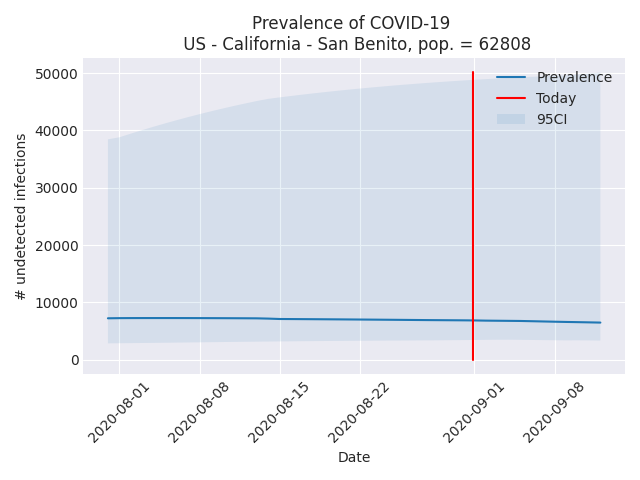 Prevalence of COVID-19
US - California - San Benito, pop. = 62808
50000
40000
30000
20000
10000
0
# undetected infections
Prevalence
Today
95CI
2020-08-01
2020-08-08
2020-08-15
2020-08-22
2020-09-01
2020-09-08
Date